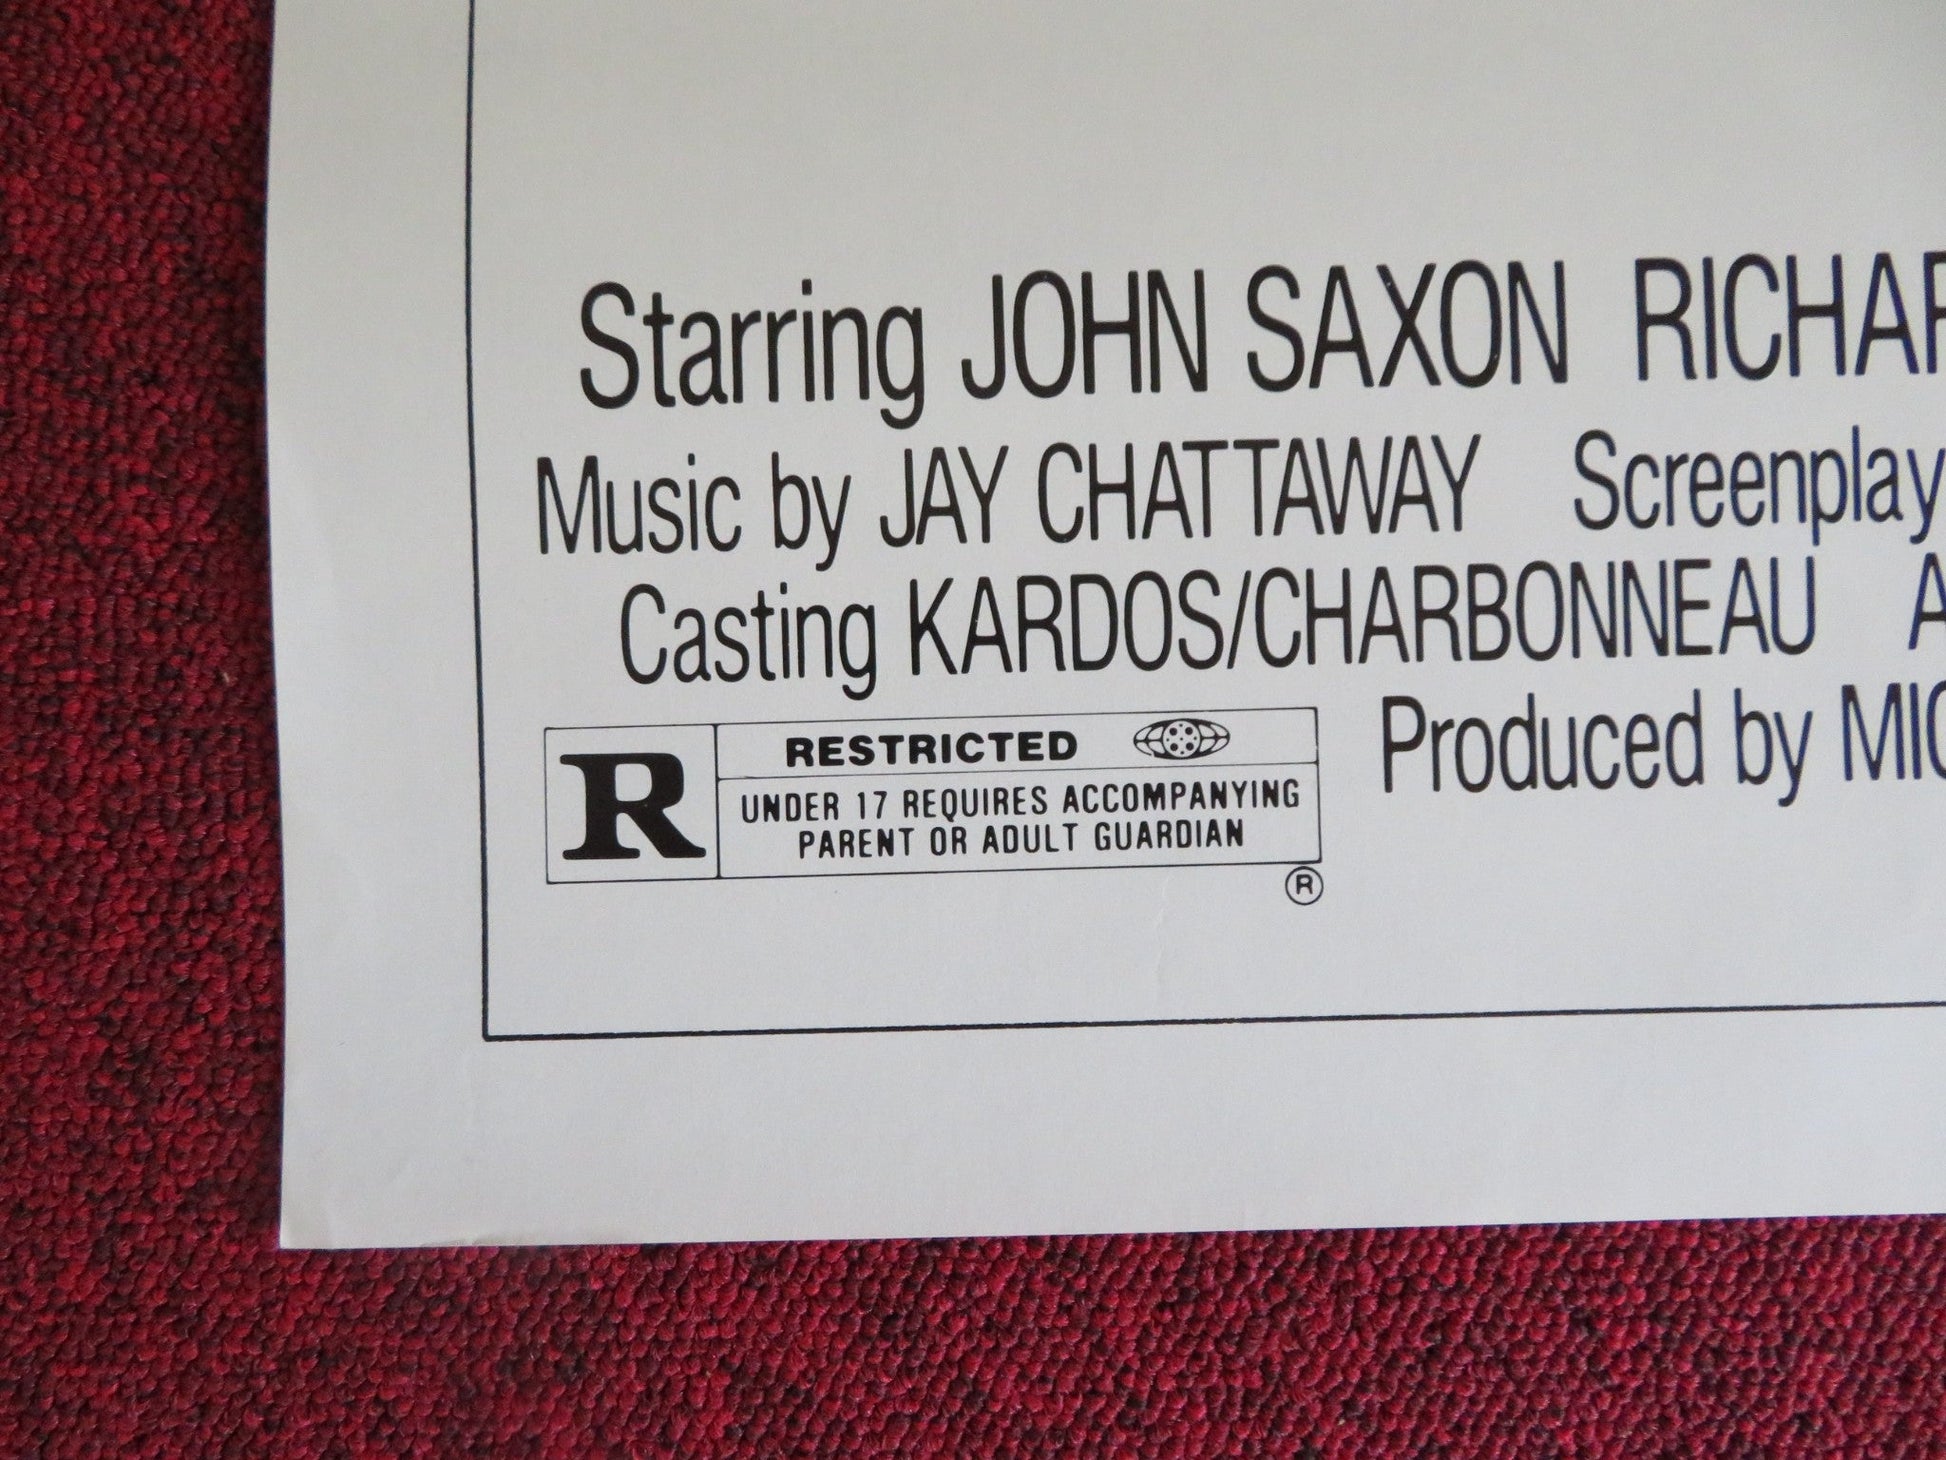 Starring JOHN SAXON RICHAR
Music by JAY CHATTAWAY Screenplay
Casting KARDOS/CHARBONNEAU A
Produced by MIC
R RESTRICTED
UNDER 17 REQUIRES ACCOMPANYING
PARENT OR ADULT GUARDIAN
®